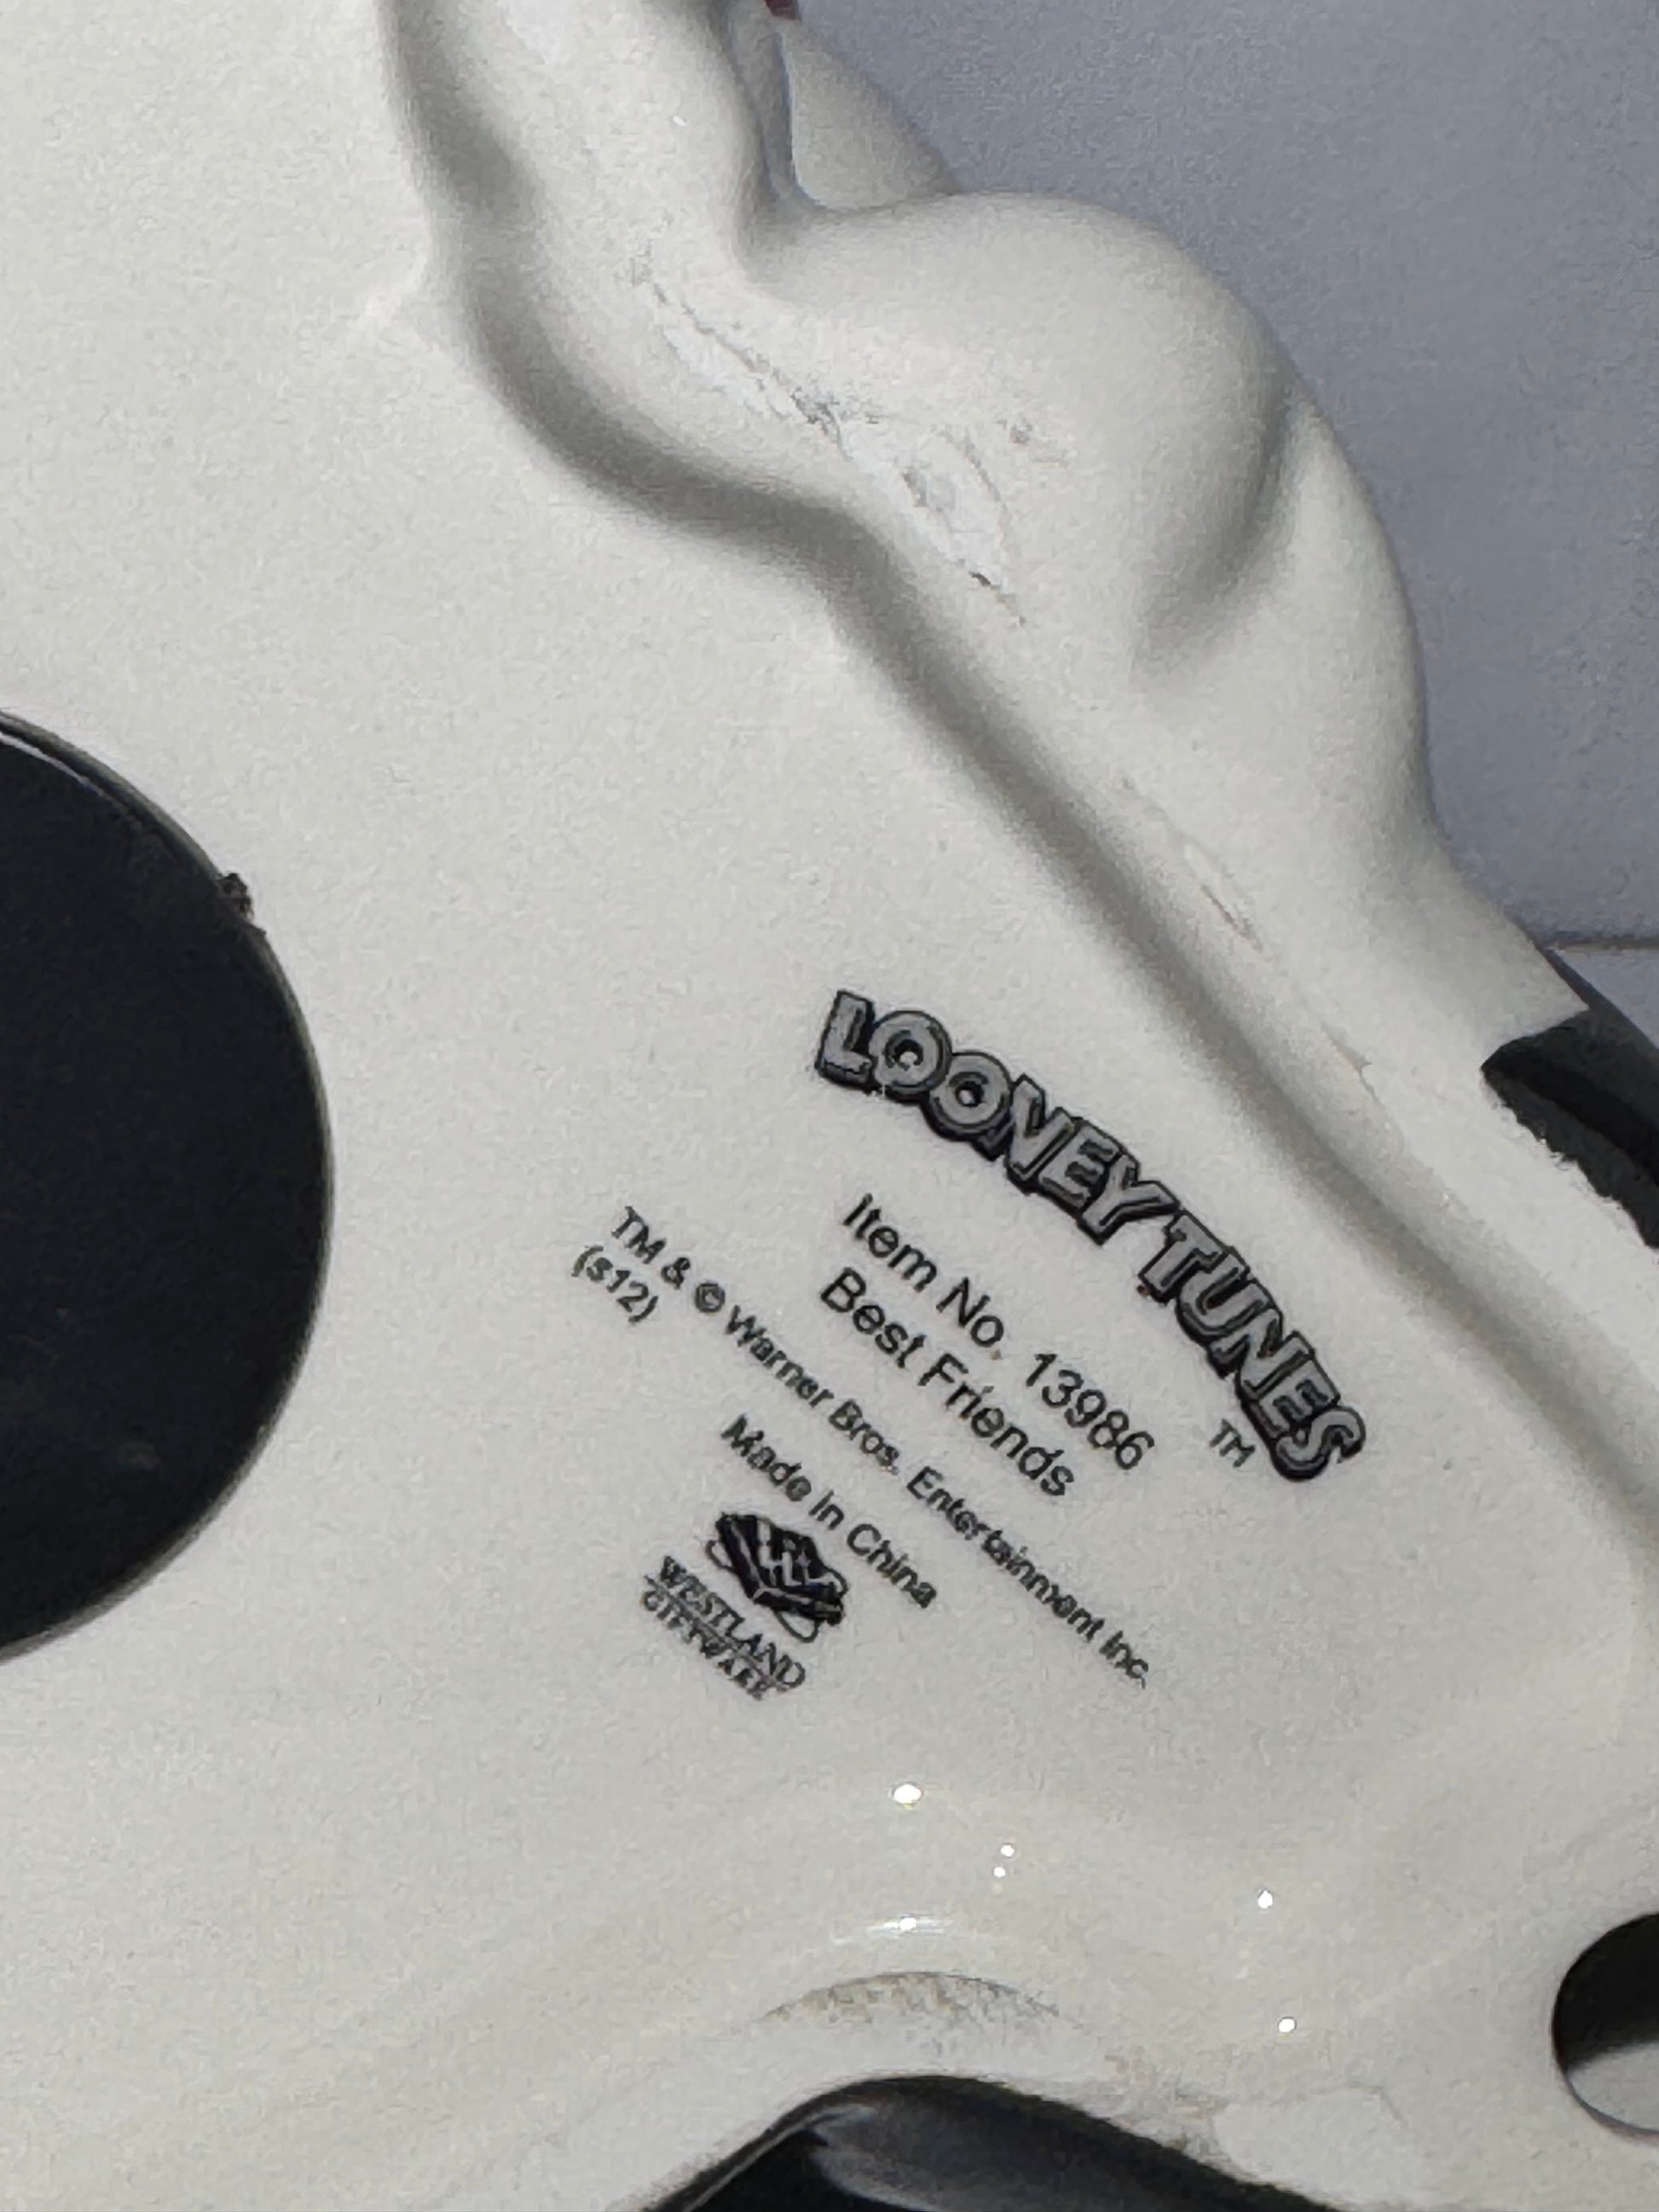 LOONEY TUNES
TM
Item No. 13986
Best Friends
TM & © Warner Bros. Entertainment Inc.
(s12)
Made in China
WESTLAND
GIFTWARE